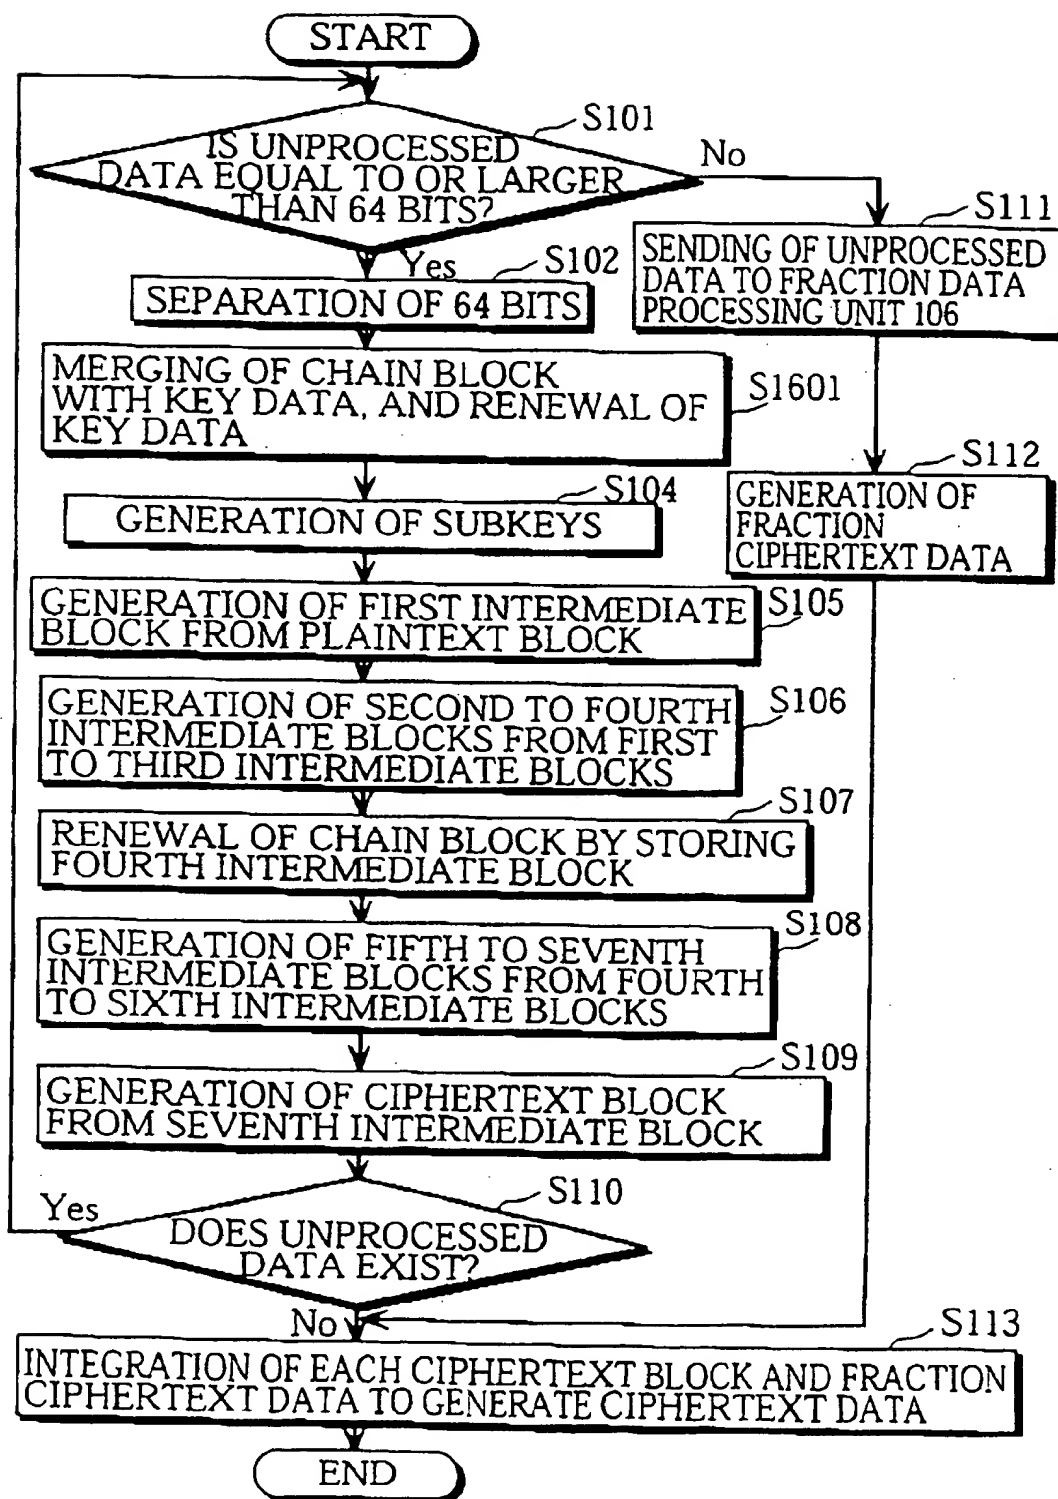 START
S101
IS UNPROCESSED
DATA EQUAL TO OR LARGER
THAN 64 BITS?
No
Yes
S102
SEPARATION OF 64 BITS
S111
SENDING OF UNPROCESSED
DATA TO FRACTION DATA
PROCESSING UNIT 106
MERGING OF CHAIN BLOCK
WITH KEY DATA, AND RENEWAL OF
KEY DATA
S1601
S112
GENERATION OF
FRACTION
CIPHERTEXT DATA
S104
GENERATION OF SUBKEYS
S105
GENERATION OF FIRST INTERMEDIATE
BLOCK FROM PLAINTEXT BLOCK
S106
GENERATION OF SECOND TO FOURTH
INTERMEDIATE BLOCKS FROM FIRST
TO THIRD INTERMEDIATE BLOCKS
S107
RENEWAL OF CHAIN BLOCK BY STORING
FOURTH INTERMEDIATE BLOCK
S108
GENERATION OF FIFTH TO SEVENTH
INTERMEDIATE BLOCKS FROM FOURTH
TO SIXTH INTERMEDIATE BLOCKS
S109
GENERATION OF CIPHERTEXT BLOCK
FROM SEVENTH INTERMEDIATE BLOCK
S110
Yes
DOES UNPROCESSED
DATA EXIST?
No
S113
INTEGRATION OF EACH CIPHERTEXT BLOCK AND FRACTION
CIPHERTEXT DATA TO GENERATE CIPHERTEXT DATA
END